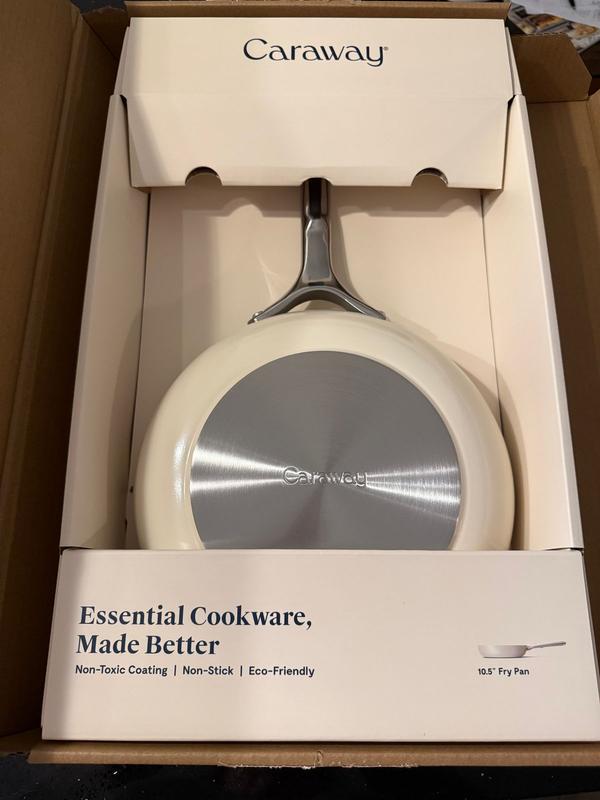 Caraway®
Caraway
Essential Cookware,
Made Better
Non-Toxic Coating | Non-Stick | Eco-Friendly
10.5" Fry Pan